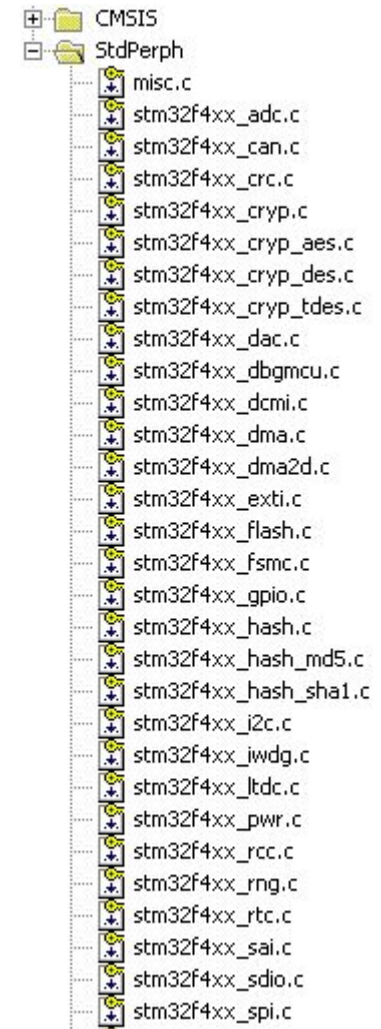 CMSIS
StdPerph
misc.c
stm32f4xx_adc.c
stm32f4xx_can.c
stm32f4xx_crc.c
stm32f4xx_cryp.c
stm32f4xx_cryp_aes.c
stm32f4xx_cryp_des.c
stm32f4xx_cryp_tdes.c
stm32f4xx_dac.c
stm32f4xx_dbgmcu.c
stm32f4xx_dcmi.c
stm32f4xx_dma.c
stm32f4xx_dma2d.c
stm32f4xx_exti.c
stm32f4xx_flash.c
stm32f4xx_fsmc.c
stm32f4xx_gpio.c
stm32f4xx_hash.c
stm32f4xx_hash_md5.c
stm32f4xx_hash_sha1.c
stm32f4xx_i2c.c
stm32f4xx_iwdg.c
stm32f4xx_ltdc.c
stm32f4xx_pwr.c
stm32f4xx_rcc.c
stm32f4xx_rng.c
stm32f4xx_rtc.c
stm32f4xx_sai.c
stm32f4xx_sdio.c
stm32f4xx_spi.c